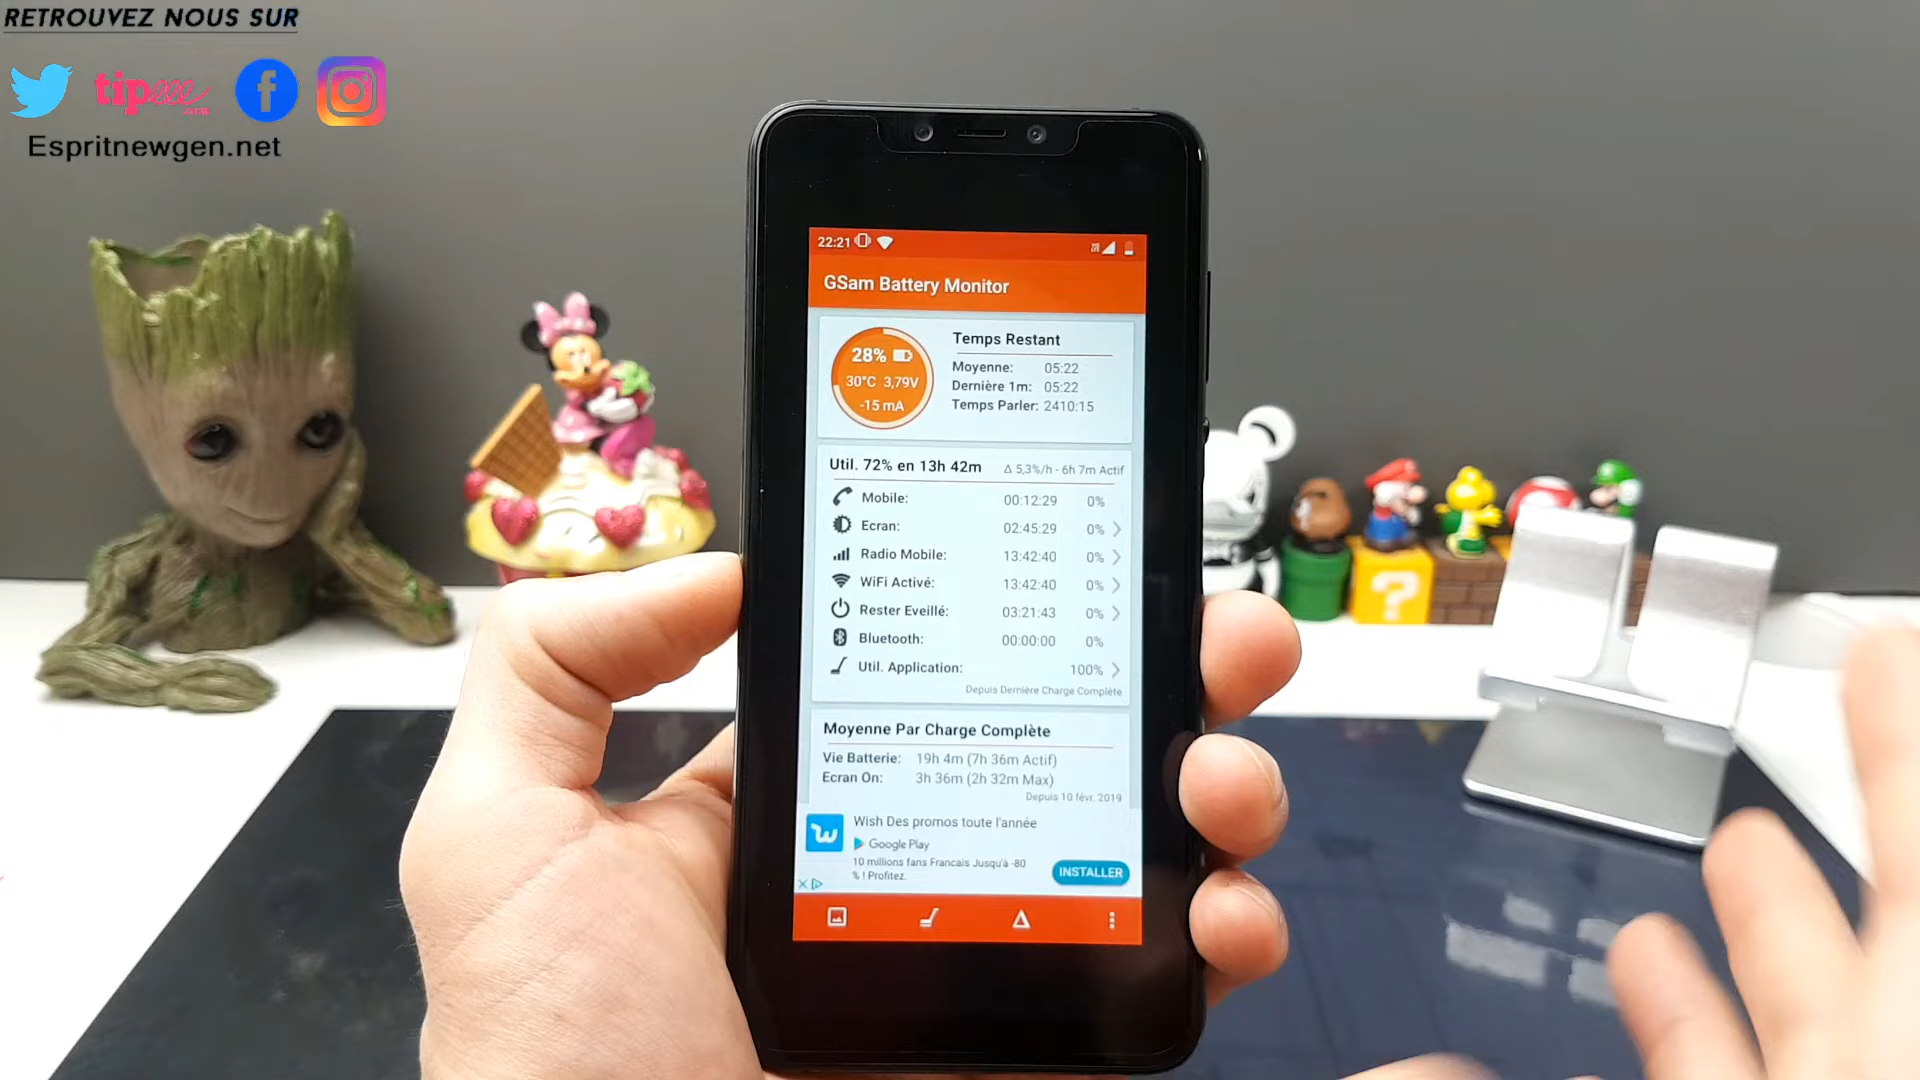 RETROUVEZ NOUS SUR
tipeee
Espritnewgen.net
22:21
GSam Battery Monitor
28%
30°C 3,79V
-15 mA
Temps Restant
Moyenne: 05:22
Dernière 1m: 05:22
Temps Parler: 2410:15
Util. 72% en 13h 42m Δ 5,3%/h - 6h 7m Actif
Mobile: 00:12:29 0%
Ecran: 02:45:29 0%
Radio Mobile: 13:42:40 0%
WiFi Activé: 13:42:40 0%
Rester Eveillé: 03:21:43 0%
Bluetooth: 00:00:00 0%
Util. Application: 100%
Depuis Dernière Charge Complète
Moyenne Par Charge Complète
Vie Batterie: 19h 4m (7h 36m Actif)
Ecran On: 3h 36m (2h 32m Max)
Depuis 10 févr. 2019
Wish Des promos toute l'année
Google Play
10 millions fans Francais Jusqu'à -80
% ! Profitez.
INSTALLER